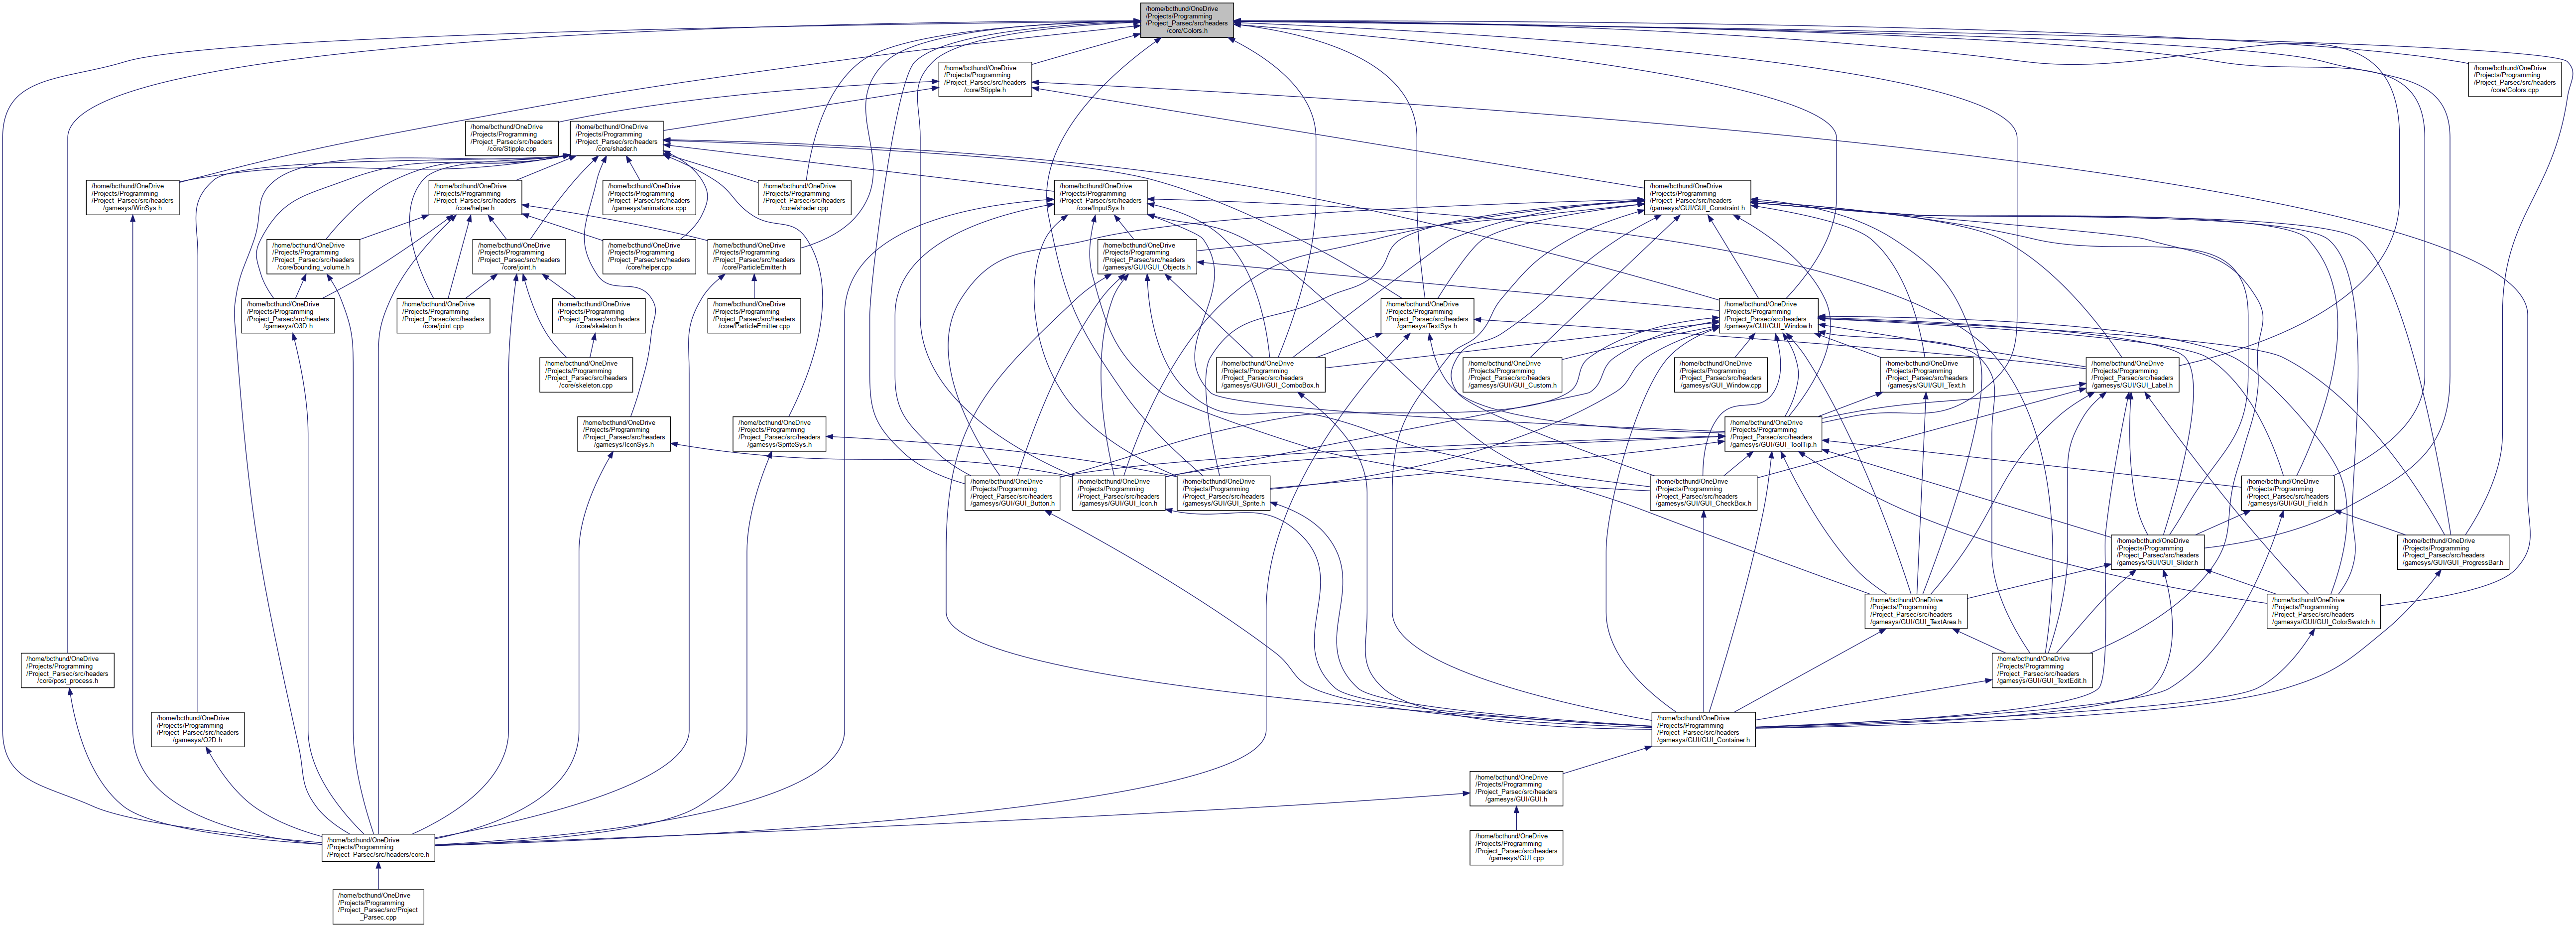 /home/bcthund/OneDrive
/Projects/Programming
/Project_Parsec/src/headers
/core/Colors.h
/home/bcthund/OneDrive
/Projects/Programming
/Project_Parsec/src/headers
/core/Stipple.h
/home/bcthund/OneDrive
/Projects/Programming
/Project_Parsec/src/headers
/core/Colors.cpp
/home/bcthund/OneDrive
/Projects/Programming
/Project_Parsec/src/headers
/core/Stipple.cpp
/home/bcthund/OneDrive
/Projects/Programming
/Project_Parsec/src/headers
/core/shader.h
/home/bcthund/OneDrive
/Projects/Programming
/Project_Parsec/src/headers
/gamesys/WinSys.h
/home/bcthund/OneDrive
/Projects/Programming
/Project_Parsec/src/headers
/core/helper.h
/home/bcthund/OneDrive
/Projects/Programming
/Project_Parsec/src/headers
/gamesys/animations.cpp
/home/bcthund/OneDrive
/Projects/Programming
/Project_Parsec/src/headers
/core/shader.cpp
/home/bcthund/OneDrive
/Projects/Programming
/Project_Parsec/src/headers
/core/InputSys.h
/home/bcthund/OneDrive
/Projects/Programming
/Project_Parsec/src/headers
/gamesys/GUI/GUI_Constraint.h
/home/bcthund/OneDrive
/Projects/Programming
/Project_Parsec/src/headers
/core/bounding_volume.h
/home/bcthund/OneDrive
/Projects/Programming
/Project_Parsec/src/headers
/core/joint.h
/home/bcthund/OneDrive
/Projects/Programming
/Project_Parsec/src/headers
/core/helper.cpp
/home/bcthund/OneDrive
/Projects/Programming
/Project_Parsec/src/headers
/core/ParticleEmitter.h
/home/bcthund/OneDrive
/Projects/Programming
/Project_Parsec/src/headers
/gamesys/GUI/GUI_Objects.h
/home/bcthund/OneDrive
/Projects/Programming
/Project_Parsec/src/headers
/gamesys/O3D.h
/home/bcthund/OneDrive
/Projects/Programming
/Project_Parsec/src/headers
/core/joint.cpp
/home/bcthund/OneDrive
/Projects/Programming
/Project_Parsec/src/headers
/core/skeleton.h
/home/bcthund/OneDrive
/Projects/Programming
/Project_Parsec/src/headers
/core/ParticleEmitter.cpp
/home/bcthund/OneDrive
/Projects/Programming
/Project_Parsec/src/headers
/gamesys/TextSys.h
/home/bcthund/OneDrive
/Projects/Programming
/Project_Parsec/src/headers
/gamesys/GUI/GUI_Window.h
/home/bcthund/OneDrive
/Projects/Programming
/Project_Parsec/src/headers
/core/skeleton.cpp
/home/bcthund/OneDrive
/Projects/Programming
/Project_Parsec/src/headers
/gamesys/GUI/GUI_ComboBox.h
/home/bcthund/OneDrive
/Projects/Programming
/Project_Parsec/src/headers
/gamesys/GUI/GUI_Custom.h
/home/bcthund/OneDrive
/Projects/Programming
/Project_Parsec/src/headers
/gamesys/GUI_Window.cpp
/home/bcthund/OneDrive
/Projects/Programming
/Project_Parsec/src/headers
/gamesys/GUI/GUI_Text.h
/home/bcthund/OneDrive
/Projects/Programming
/Project_Parsec/src/headers
/gamesys/GUI/GUI_Label.h
/home/bcthund/OneDrive
/Projects/Programming
/Project_Parsec/src/headers
/gamesys/IconSys.h
/home/bcthund/OneDrive
/Projects/Programming
/Project_Parsec/src/headers
/gamesys/SpriteSys.h
/home/bcthund/OneDrive
/Projects/Programming
/Project_Parsec/src/headers
/gamesys/GUI/GUI_ToolTip.h
/home/bcthund/OneDrive
/Projects/Programming
/Project_Parsec/src/headers
/gamesys/GUI/GUI_Button.h
/home/bcthund/OneDrive
/Projects/Programming
/Project_Parsec/src/headers
/gamesys/GUI/GUI_Icon.h
/home/bcthund/OneDrive
/Projects/Programming
/Project_Parsec/src/headers
/gamesys/GUI/GUI_Sprite.h
/home/bcthund/OneDrive
/Projects/Programming
/Project_Parsec/src/headers
/gamesys/GUI/GUI_CheckBox.h
/home/bcthund/OneDrive
/Projects/Programming
/Project_Parsec/src/headers
/gamesys/GUI/GUI_Field.h
/home/bcthund/OneDrive
/Projects/Programming
/Project_Parsec/src/headers
/gamesys/GUI/GUI_Slider.h
/home/bcthund/OneDrive
/Projects/Programming
/Project_Parsec/src/headers
/gamesys/GUI/GUI_ProgressBar.h
/home/bcthund/OneDrive
/Projects/Programming
/Project_Parsec/src/headers
/gamesys/GUI/GUI_TextArea.h
/home/bcthund/OneDrive
/Projects/Programming
/Project_Parsec/src/headers
/gamesys/GUI/GUI_ColorSwatch.h
/home/bcthund/OneDrive
/Projects/Programming
/Project_Parsec/src/headers
/core/post_process.h
/home/bcthund/OneDrive
/Projects/Programming
/Project_Parsec/src/headers
/gamesys/GUI/GUI_TextEdit.h
/home/bcthund/OneDrive
/Projects/Programming
/Project_Parsec/src/headers
/gamesys/O2D.h
/home/bcthund/OneDrive
/Projects/Programming
/Project_Parsec/src/headers
/gamesys/GUI/GUI_Container.h
/home/bcthund/OneDrive
/Projects/Programming
/Project_Parsec/src/headers
/gamesys/GUI/GUI.h
/home/bcthund/OneDrive
/Projects/Programming
/Project_Parsec/src/headers/core.h
/home/bcthund/OneDrive
/Projects/Programming
/Project_Parsec/src/headers
/gamesys/GUI.cpp
/home/bcthund/OneDrive
/Projects/Programming
/Project_Parsec/src/Project
_Parsec.cpp